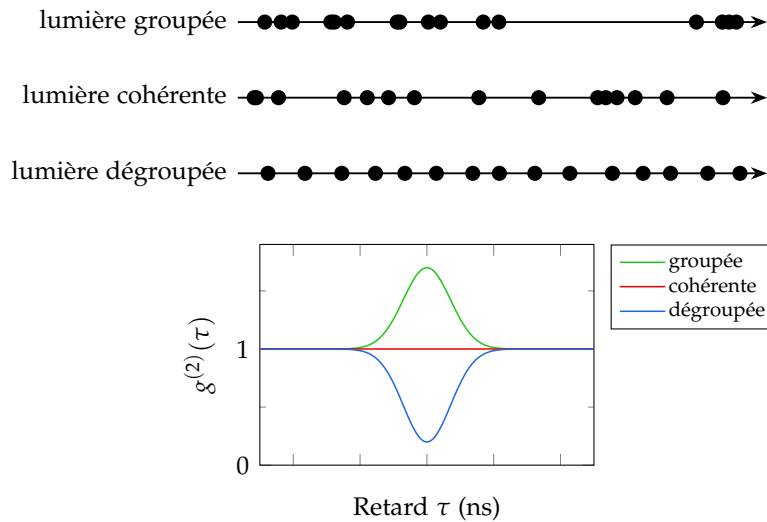 lumière groupée
lumière cohérente
lumière dégroupée
groupée
cohérente
dégroupée
g⁽²⁾(τ)
1
0
Retard τ (ns)